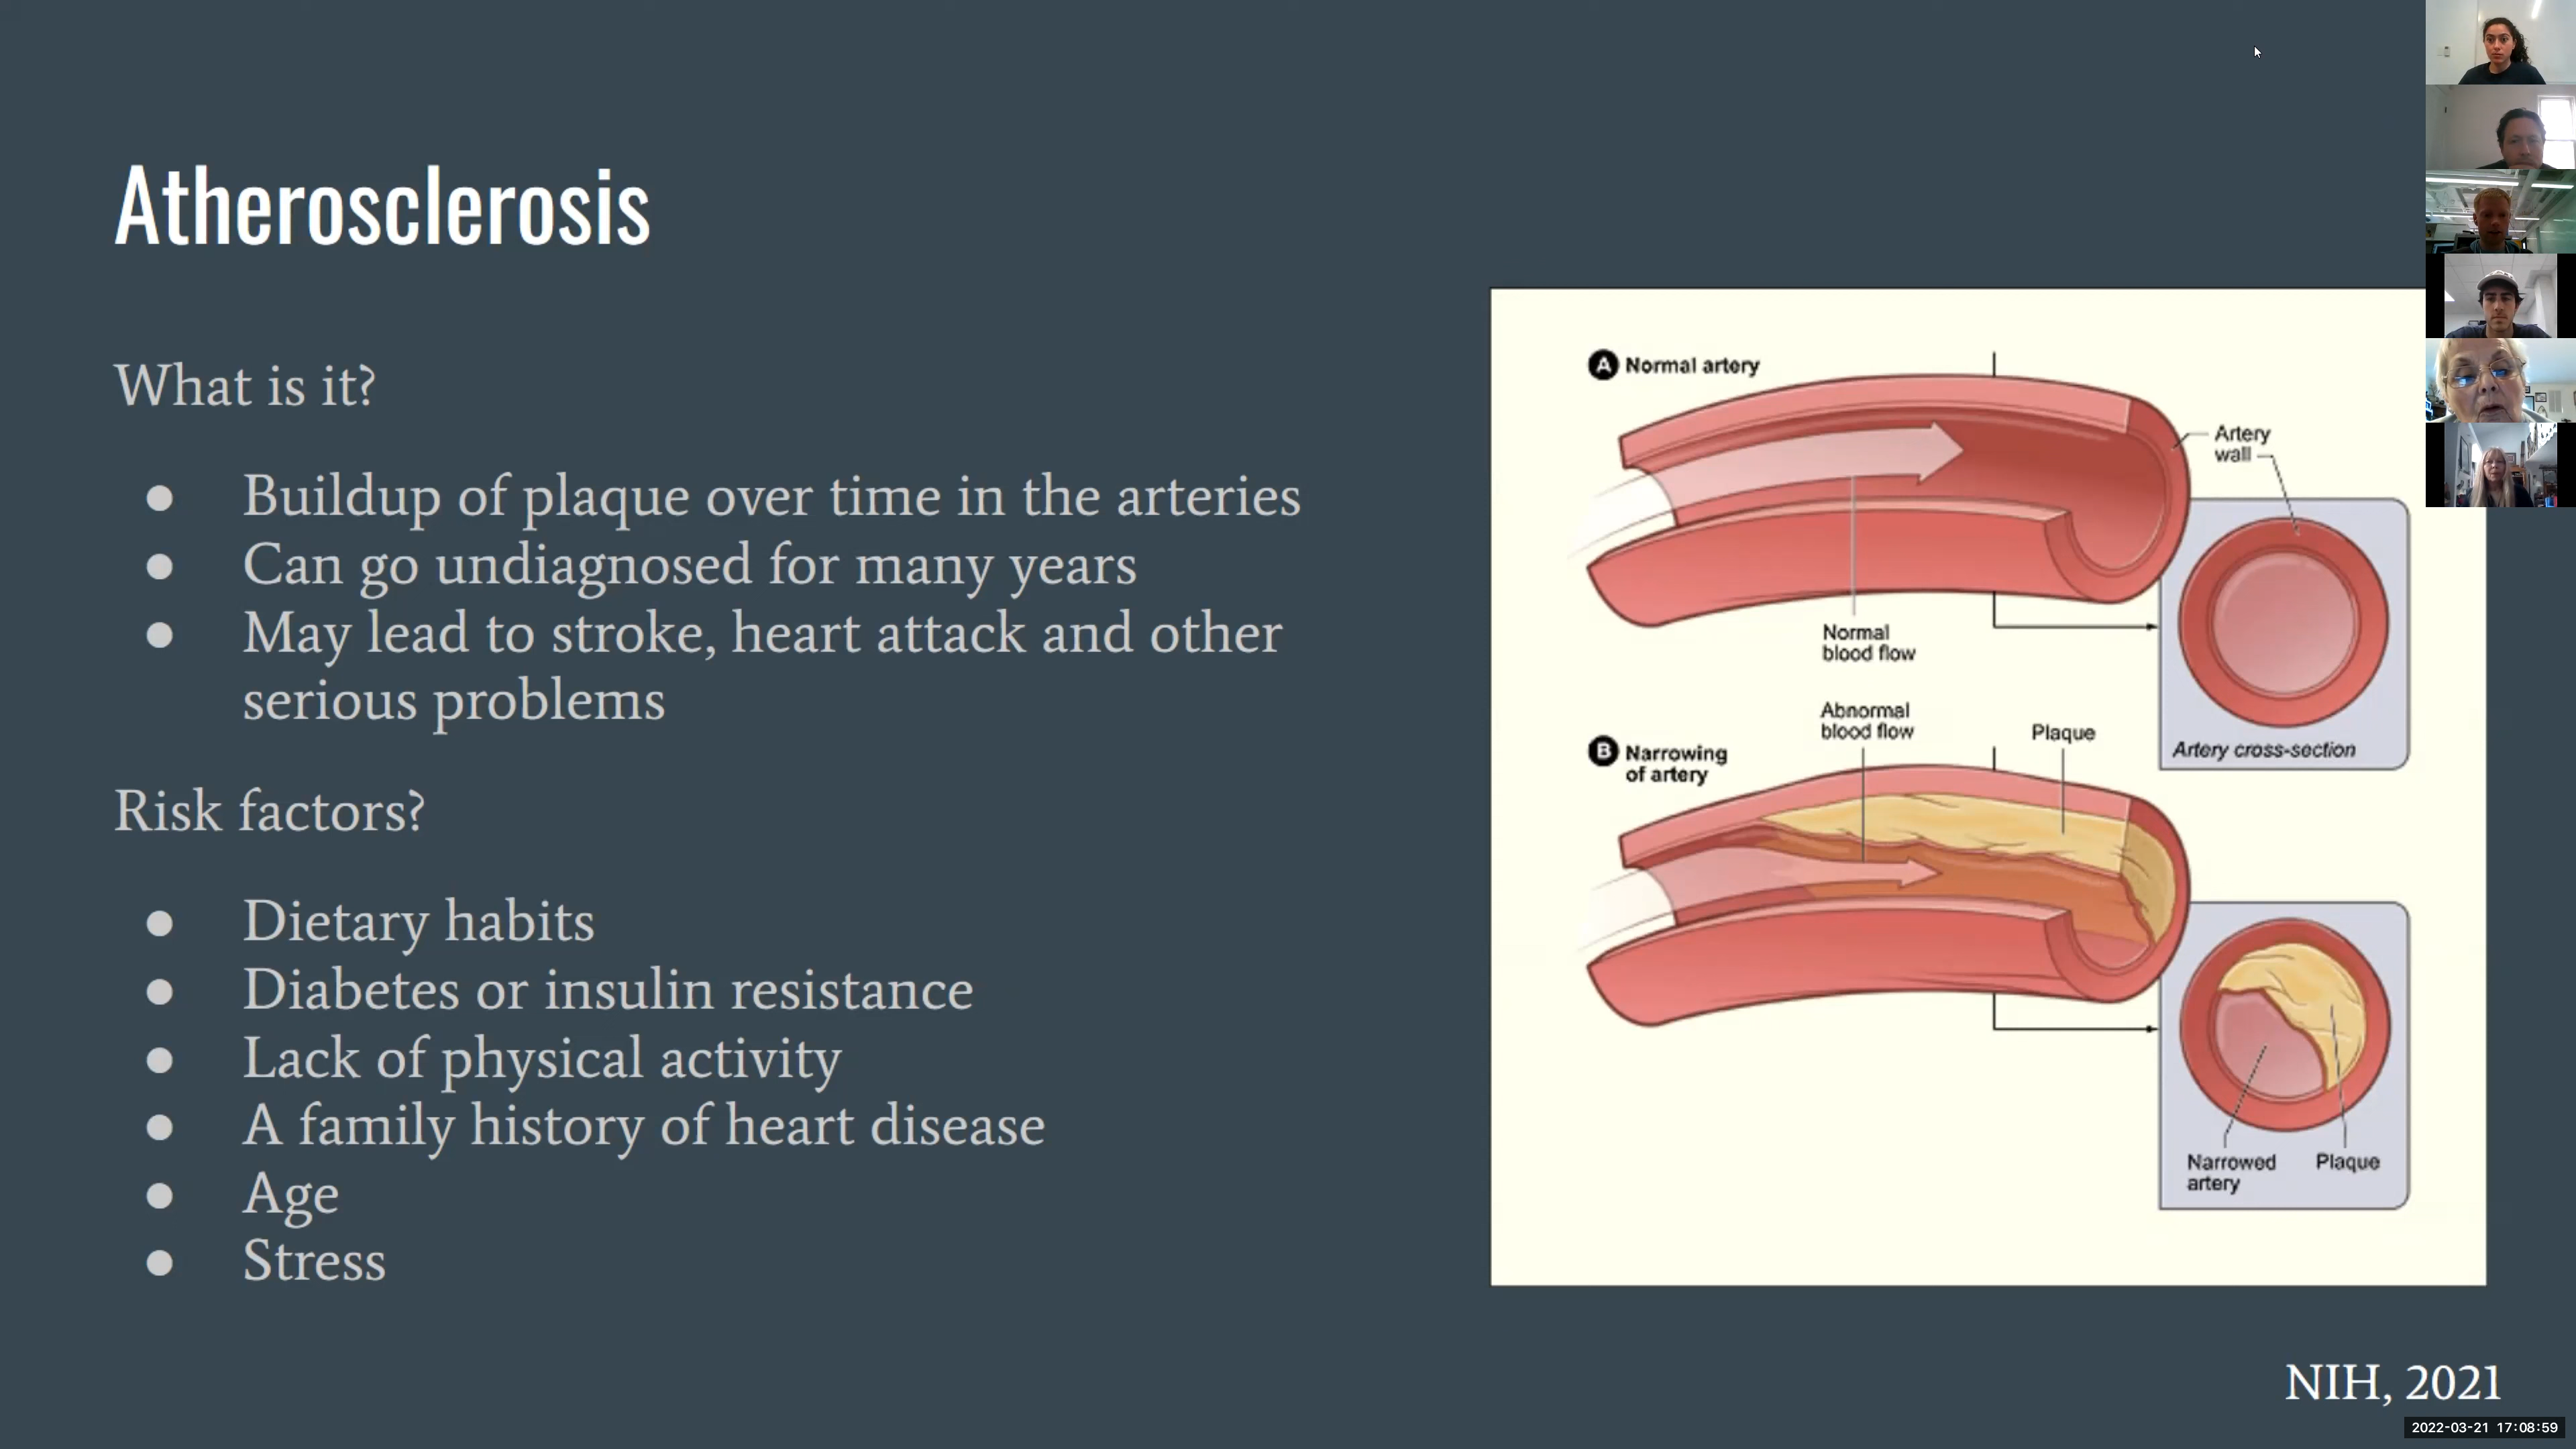 Atherosclerosis
What is it?
● Buildup of plaque over time in the arteries
● Can go undiagnosed for many years
● May lead to stroke, heart attack and other
serious problems
Risk factors?
● Dietary habits
● Diabetes or insulin resistance
● Lack of physical activity
● A family history of heart disease
● Age
● Stress
A Normal artery
Artery
wall
Normal
blood flow
Artery cross-section
Abnormal
blood flow
Plaque
B Narrowing
of artery
Narrowed
artery
Plaque
NIH, 2021
2022-03-21 17:08:59